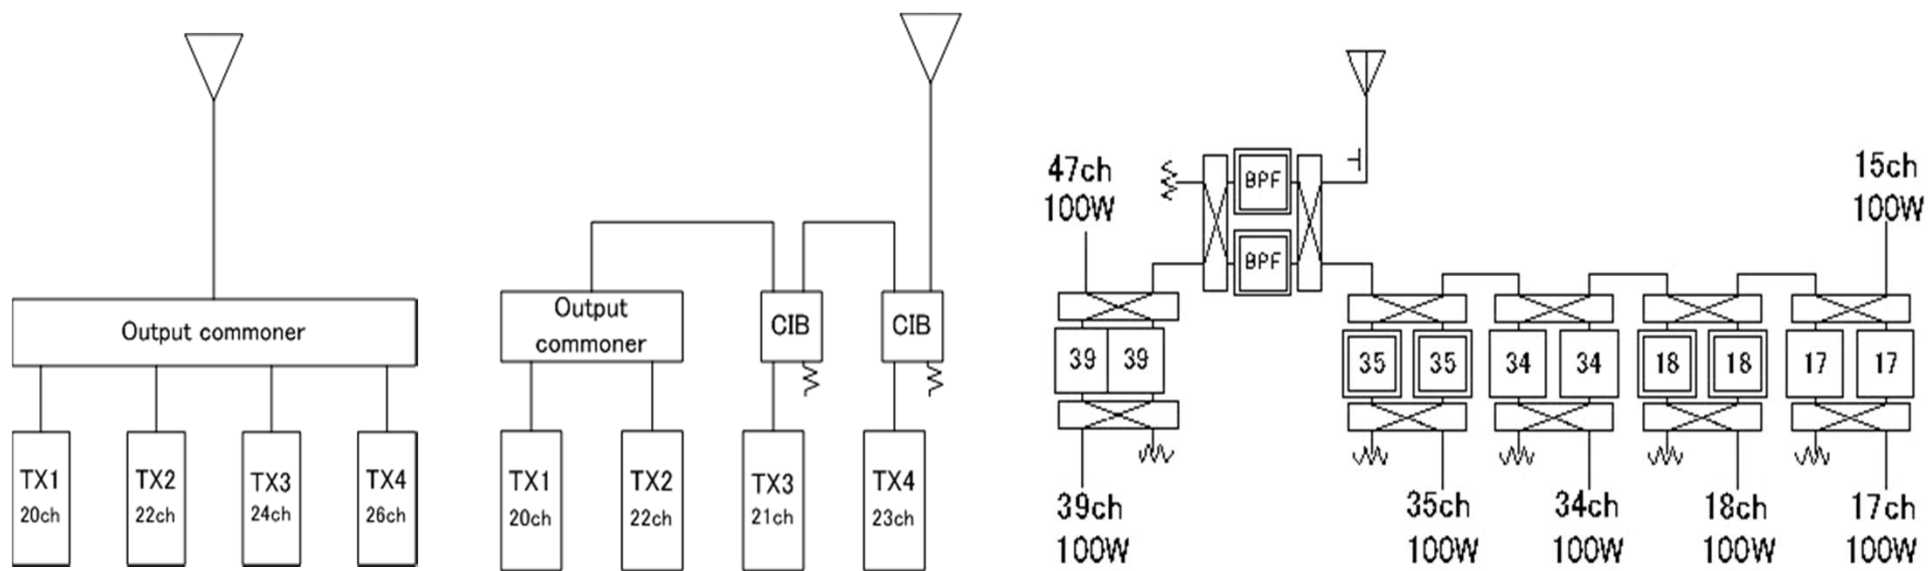 Output commoner
TX1
20ch
TX2
22ch
TX3
24ch
TX4
26ch
Output
commoner
CIB
CIB
TX1
20ch
TX2
22ch
TX3
21ch
TX4
23ch
47ch
100W
BPF
BPF
15ch
100W
39 39
35 35
34 34
18 18
17 17
39ch
100W
35ch
100W
34ch
100W
18ch
100W
17ch
100W